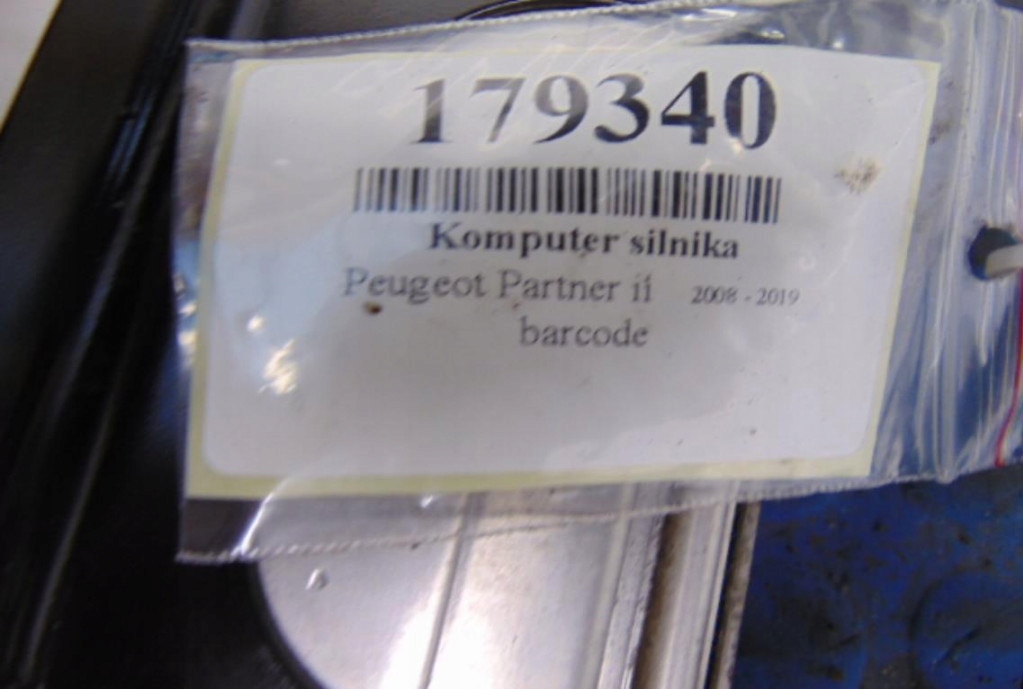 179340
Komputer silnika
Peugeot Partner ii 2008 - 2019
barcode